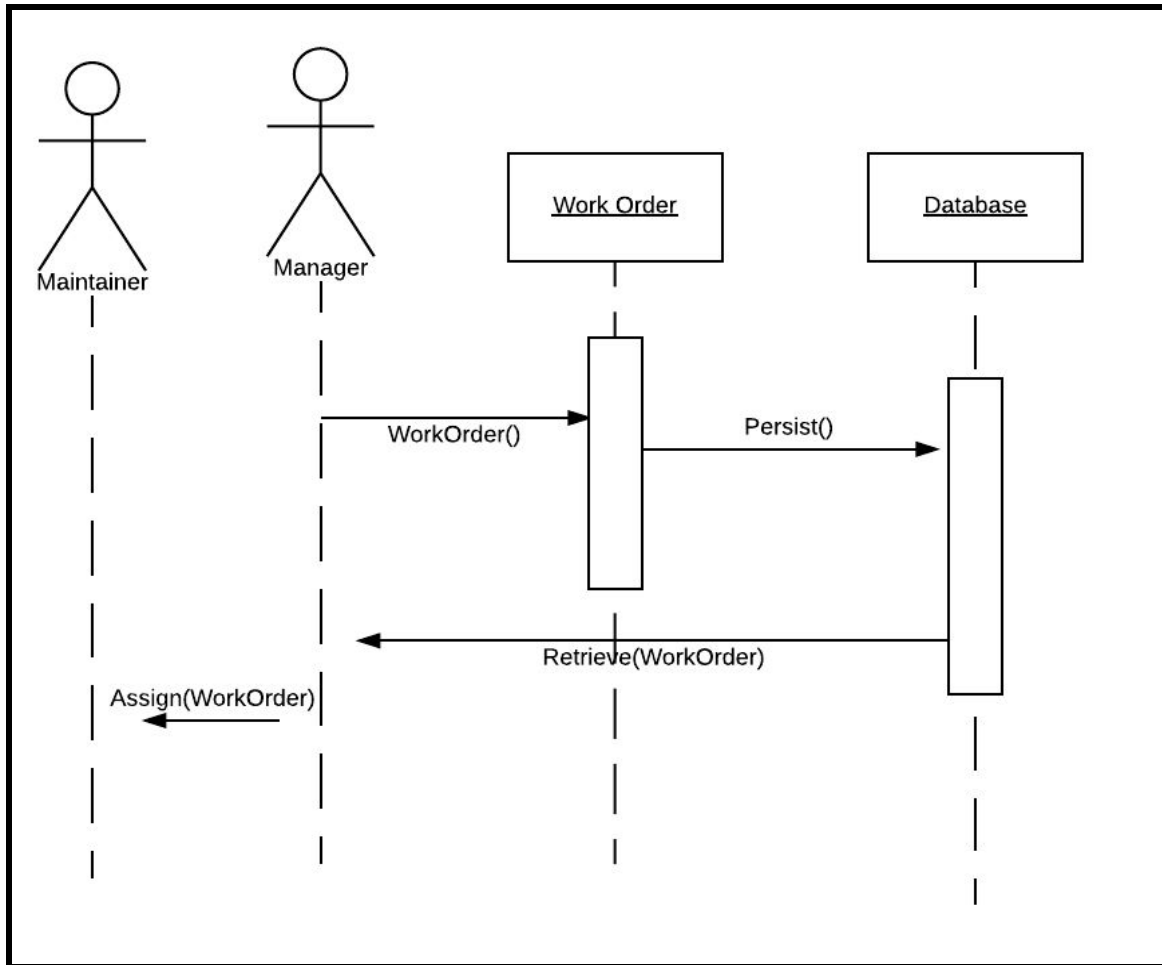 Maintainer
Manager
Work Order
Database
WorkOrder()
Persist()
Retrieve(WorkOrder)
Assign(WorkOrder)